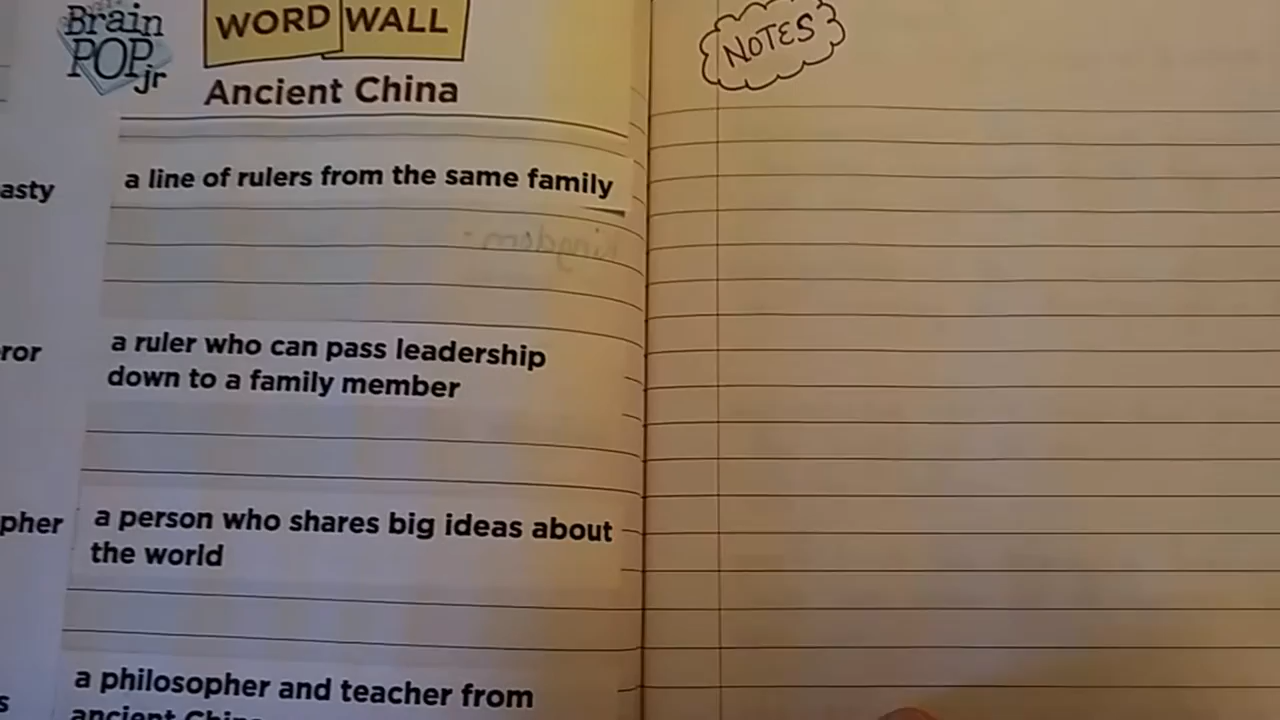 Brain
POP
jr
WORD WALL
Ancient China
NOTES
asty
a line of rulers from the same family
ror
a ruler who can pass leadership
down to a family member
pher
a person who shares big ideas about
the world
s
a philosopher and teacher from
ancient China